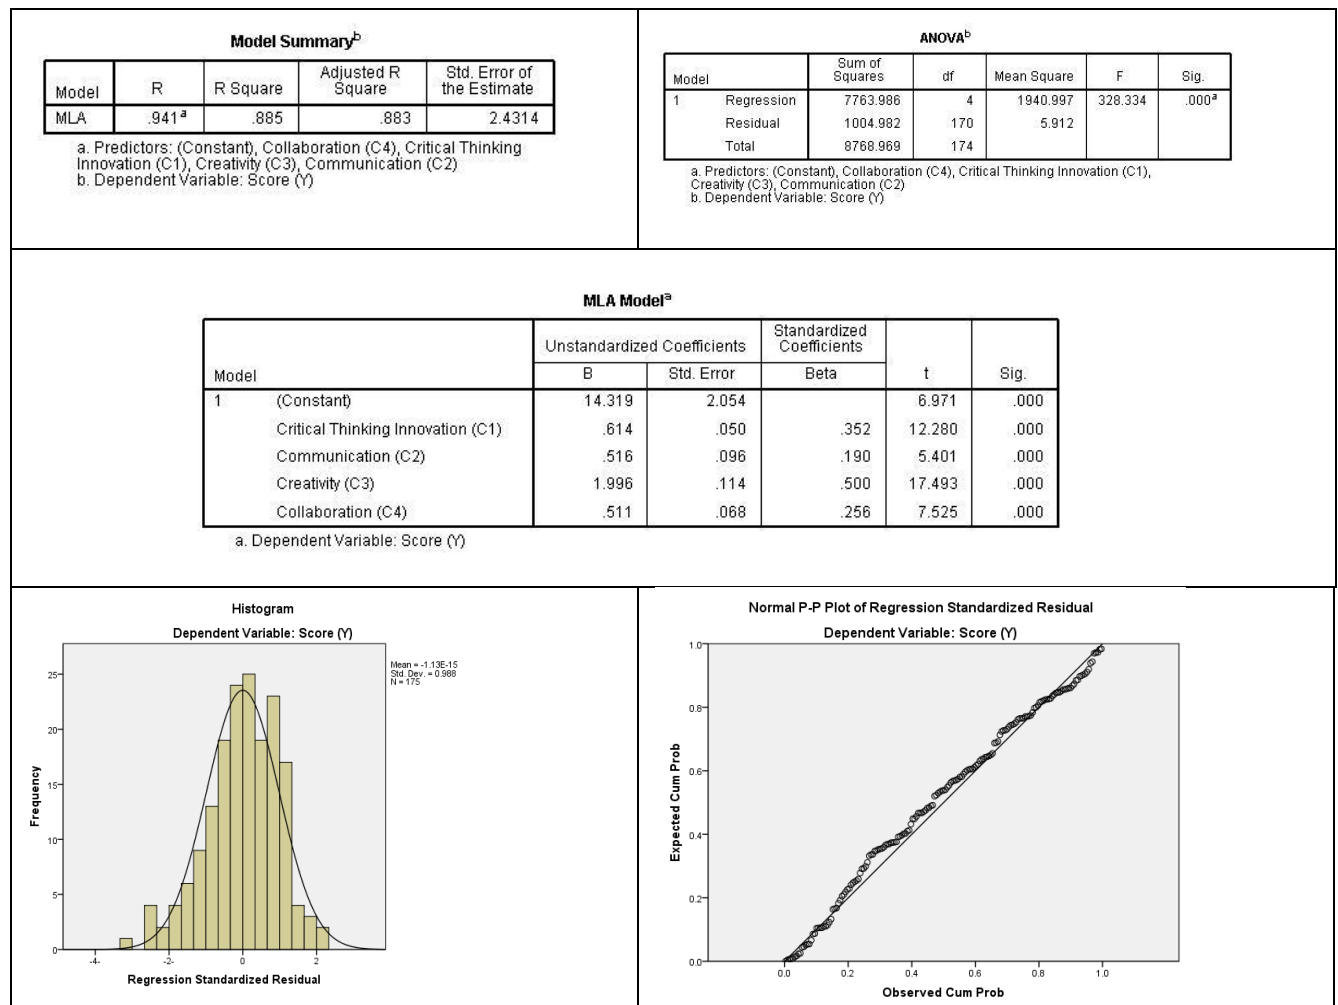 Model Summaryb
Model R R Square Adjusted R Square Std. Error of the Estimate
MLA .941a .885 .883 2.4314
a. Predictors: (Constant), Collaboration (C4), Critical Thinking
Innovation (C1), Creativity (C3), Communication (C2)
b. Dependent Variable: Score (Y)
ANOVAb
Model Sum of Squares df Mean Square F Sig.
1 Regression 7763.986 4 1940.997 328.334 .000a
Residual 1004.982 170 5.912
Total 8768.969 174
a. Predictors: (Constant), Collaboration (C4), Critical Thinking Innovation (C1),
Creativity (C3), Communication (C2)
b. Dependent Variable: Score (Y)
MLA Modela
Unstandardized Coefficients Standardized Coefficients
Model B Std. Error Beta t Sig.
1 (Constant) 14.319 2.054 6.971 .000
Critical Thinking Innovation (C1) .614 .050 .352 12.280 .000
Communication (C2) .516 .096 .190 5.401 .000
Creativity (C3) 1.996 .114 .500 17.493 .000
Collaboration (C4) .511 .068 .256 7.525 .000
a. Dependent Variable: Score (Y)
Histogram
Dependent Variable: Score (Y)
Mean = -1.13E-15
Std. Dev. = 0.988
N = 175
Frequency
25
20
15
10
5
0
-4 -2 0 2
Regression Standardized Residual
Normal P-P Plot of Regression Standardized Residual
Dependent Variable: Score (Y)
Expected Cum Prob
1.0
0.8
0.6
0.4
0.2
0.0
0.0 0.2 0.4 0.6 0.8 1.0
Observed Cum Prob